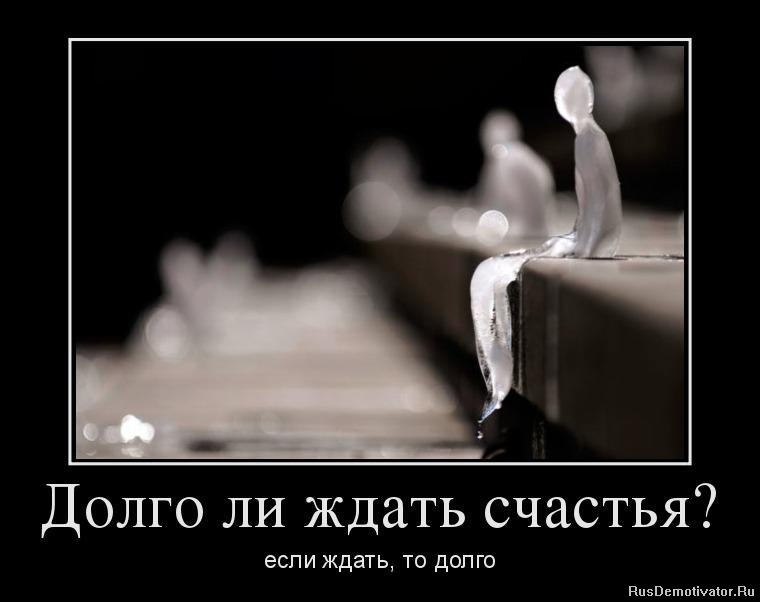 Долго ли ждать счастья?
если ждать, то долго
RusDemotivator.Ru